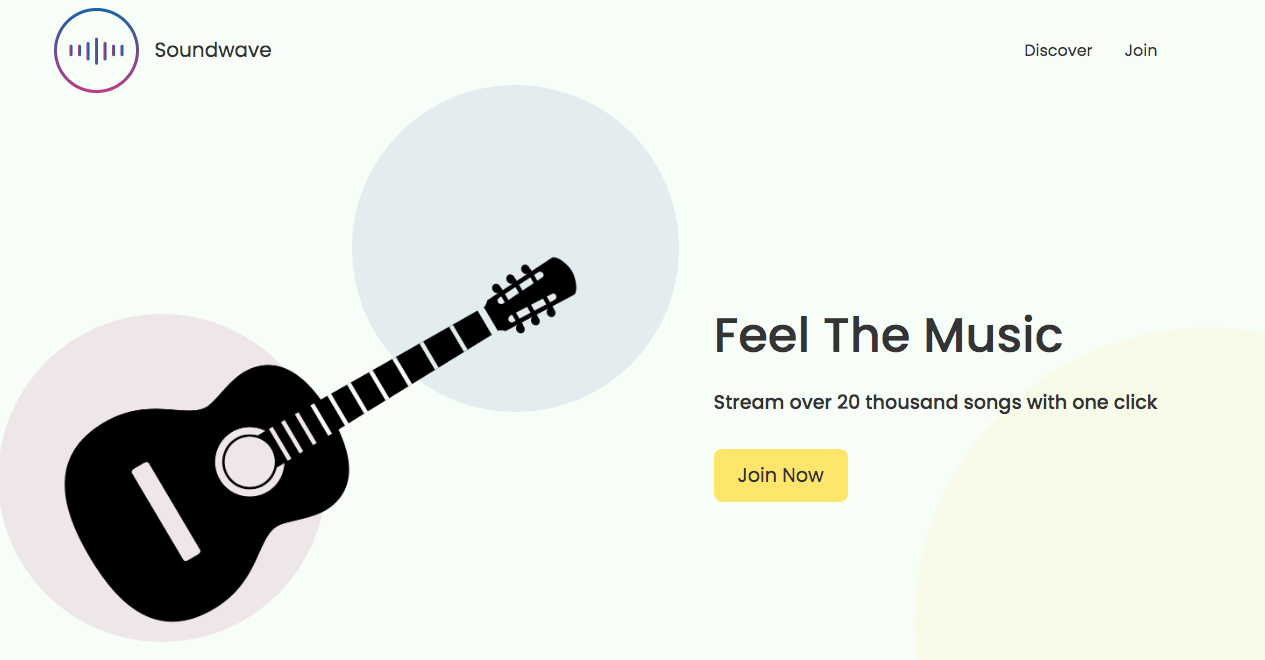 Soundwave
Discover
Join
Feel The Music
Stream over 20 thousand songs with one click
Join Now